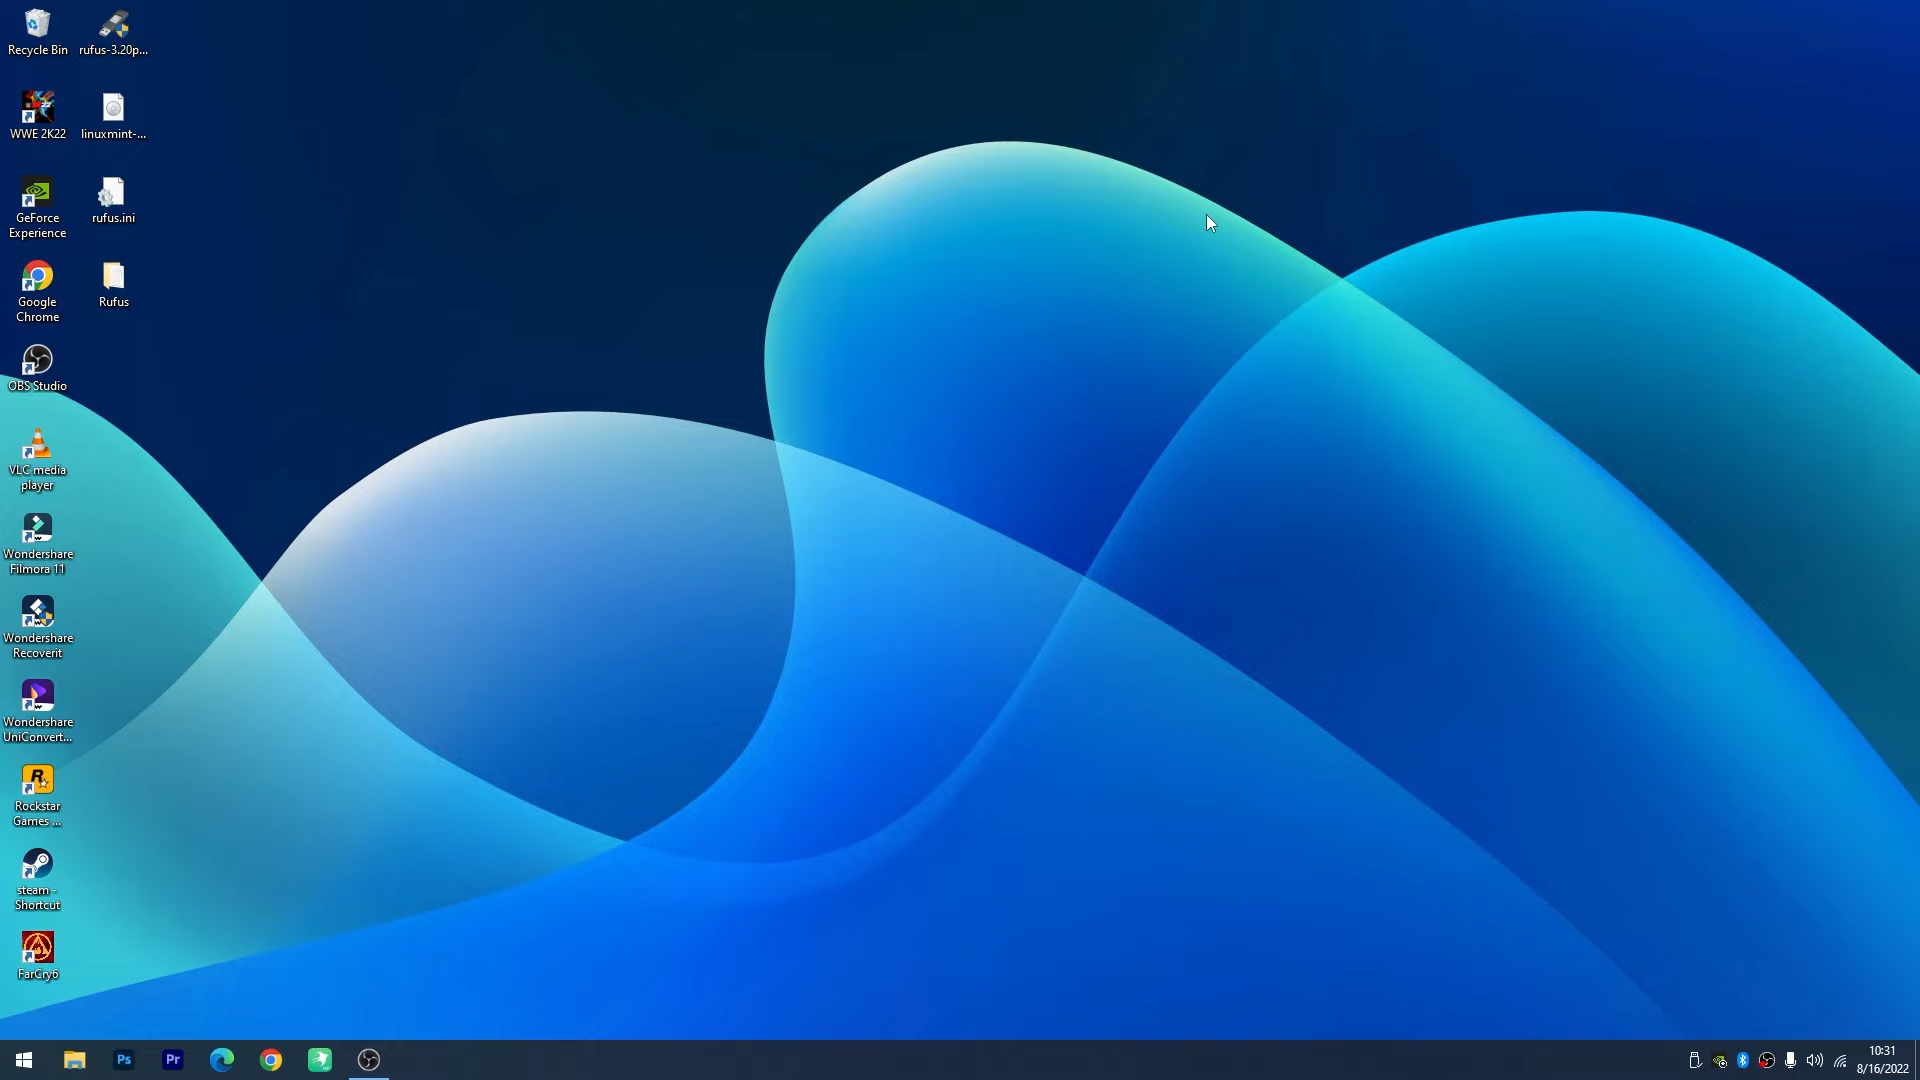 Recycle Bin
rufus-3.20p...
WWE 2K22
linuxmint-...
GeForce
Experience
rufus.ini
Google
Chrome
Rufus
OBS Studio
VLC media
player
Wondershare
Filmora 11
Wondershare
Recoverit
Wondershare
UniConvert...
R
Rockstar
Games ...
steam -
Shortcut
FarCry6
Ps
Pr
10:31
8/16/2022